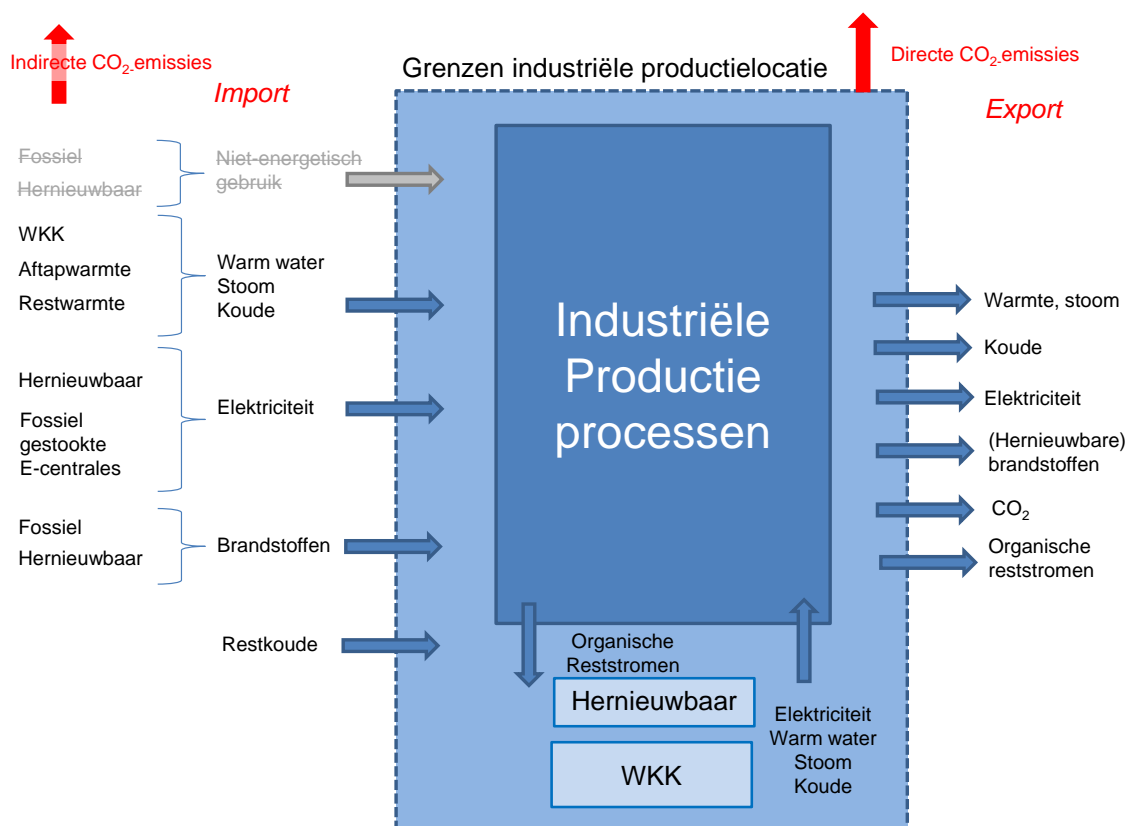 Indirecte CO2-emissies
Import
Grenzen industriële productielocatie
Directe CO2-emissies
Export
Fossiel
Hernieuwbaar
Niet-energetisch
gebruik
WKK
Aftapwarmte
Restwarmte
Warm water
Stoom
Koude
Hernieuwbaar
Fossiel
gestookte
E-centrales
Elektriciteit
Fossiel
Hernieuwbaar
Brandstoffen
Restkoude
Industriële
Productie
processen
Organische
Reststromen
Hernieuwbaar
WKK
Elektriciteit
Warm water
Stoom
Koude
Warmte, stoom
Koude
Elektriciteit
(Hernieuwbare)
brandstoffen
CO2
Organische
reststromen